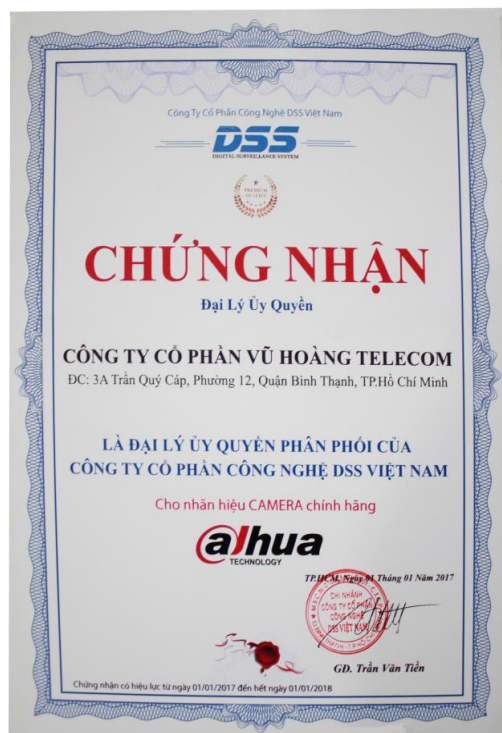 Công Ty Cổ Phần Công Nghệ DSS Việt Nam
DSS
DIGITAL SURVEILLANCE SYSTEM
PREMIUM
QUALITY
CHỨNG NHẬN
Đại Lý Ủy Quyền
CÔNG TY CỔ PHẦN VŨ HOÀNG TELECOM
ĐC: 3A Trần Quý Cáp, Phường 12, Quận Bình Thạnh, TP.Hồ Chí Minh
LÀ ĐẠI LÝ ỦY QUYỀN PHÂN PHỐI CỦA
CÔNG TY CỔ PHẦN CÔNG NGHỆ DSS VIỆT NAM
Cho nhãn hiệu CAMERA chính hãng
alhua
TECHNOLOGY
TP.HCM, Ngày 01 Tháng 01 Năm 2017
CHI NHÁNH
CÔNG TY CỔ PHẦN
CÔNG NGHỆ
DSS VIỆT NAM
GĐ. Trần Văn Tiền
Chứng nhận có hiệu lực từ ngày 01/01/2017 đến hết ngày 01/01/2018